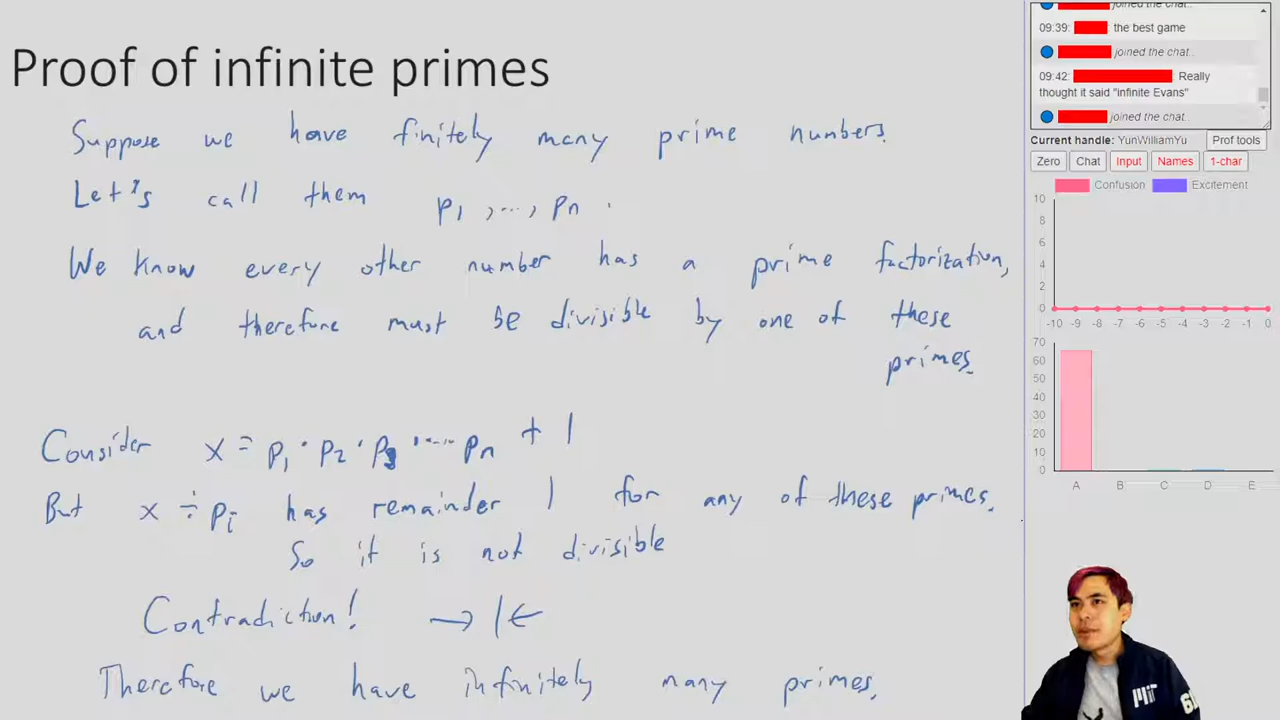 Proof of infinite primes
Suppose we have finitely many prime numbers.
Let's call them p1, ..., pn.
We know every other number has a prime factorization,
and therefore must be divisible by one of these
primes.
Consider x = p1 · p2 · p3 · ... pn + 1
But x ÷ pi has remainder 1 for any of these primes.
So it is not divisible
Contradiction! → | ←
Therefore we have infinitely many primes.
joined the chat..
09:39: the best game
joined the chat..
09:42: Really
thought it said "infinite Evans"
joined the chat..
Current handle: YunWilliamYu Prof tools
Zero Chat Input Names 1-char
Confusion Excitement
10
8
6
4
2
0
-10 -9 -8 -7 -6 -5 -4 -3 -2 -1 0
70
60
50
40
30
20
10
0
A B C D E
MIT